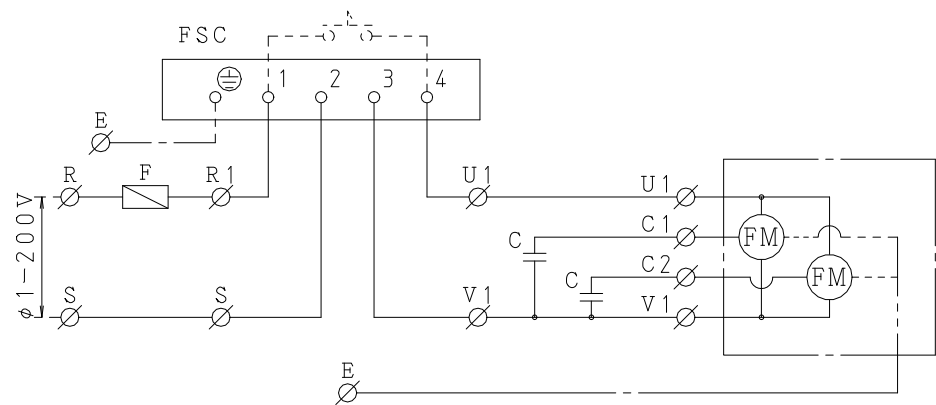 FSC
1 2 3 4
E
R F R1 U1 U1
C1
C FM
C2
C FM
φ1-200V
S S V1 V1
E